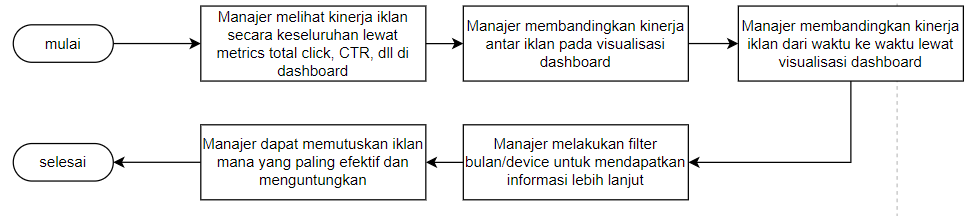 mulai
Manajer melihat kinerja iklan
secara keseluruhan lewat
metrics total click, CTR, dll di
dashboard
Manajer membandingkan kinerja
antar iklan pada visualisasi
dashboard
Manajer membandingkan kinerja
iklan dari waktu ke waktu lewat
visualisasi dashboard
Manajer melakukan filter
bulan/device untuk mendapatkan
informasi lebih lanjut
Manajer dapat memutuskan iklan
mana yang paling efektif dan
menguntungkan
selesai